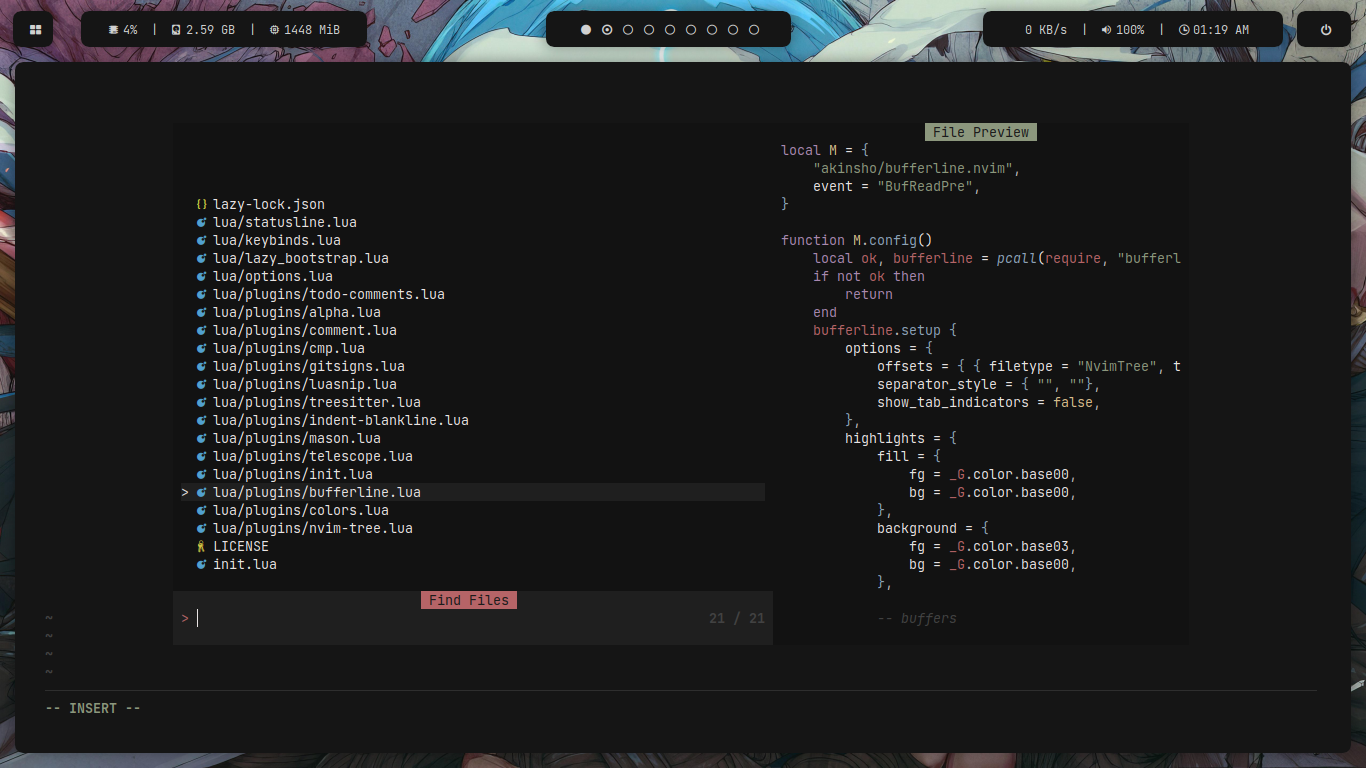 4% | 2.59 GB | 1448 MiB
0 KB/s | 100% | 01:19 AM
lazy-lock.json
lua/statusline.lua
lua/keybinds.lua
lua/lazy_bootstrap.lua
lua/options.lua
lua/plugins/todo-comments.lua
lua/plugins/alpha.lua
lua/plugins/comment.lua
lua/plugins/cmp.lua
lua/plugins/gitsigns.lua
lua/plugins/luasnip.lua
lua/plugins/treesitter.lua
lua/plugins/indent-blankline.lua
lua/plugins/mason.lua
lua/plugins/telescope.lua
lua/plugins/init.lua
> lua/plugins/bufferline.lua
lua/plugins/colors.lua
lua/plugins/nvim-tree.lua
LICENSE
init.lua
Find Files
> 21 / 21
File Preview
local M = {
    "akinsho/bufferline.nvim",
    event = "BufReadPre",
}
function M.config()
    local ok, bufferline = pcall(require, "bufferl
    if not ok then
        return
    end
    bufferline.setup {
        options = {
            offsets = { { filetype = "NvimTree", t
            separator_style = { "", ""},
            show_tab_indicators = false,
        },
        highlights = {
            fill = {
                fg = _G.color.base00,
                bg = _G.color.base00,
            },
            background = {
                fg = _G.color.base03,
                bg = _G.color.base00,
            },
            -- buffers
~
~
~
~
-- INSERT --